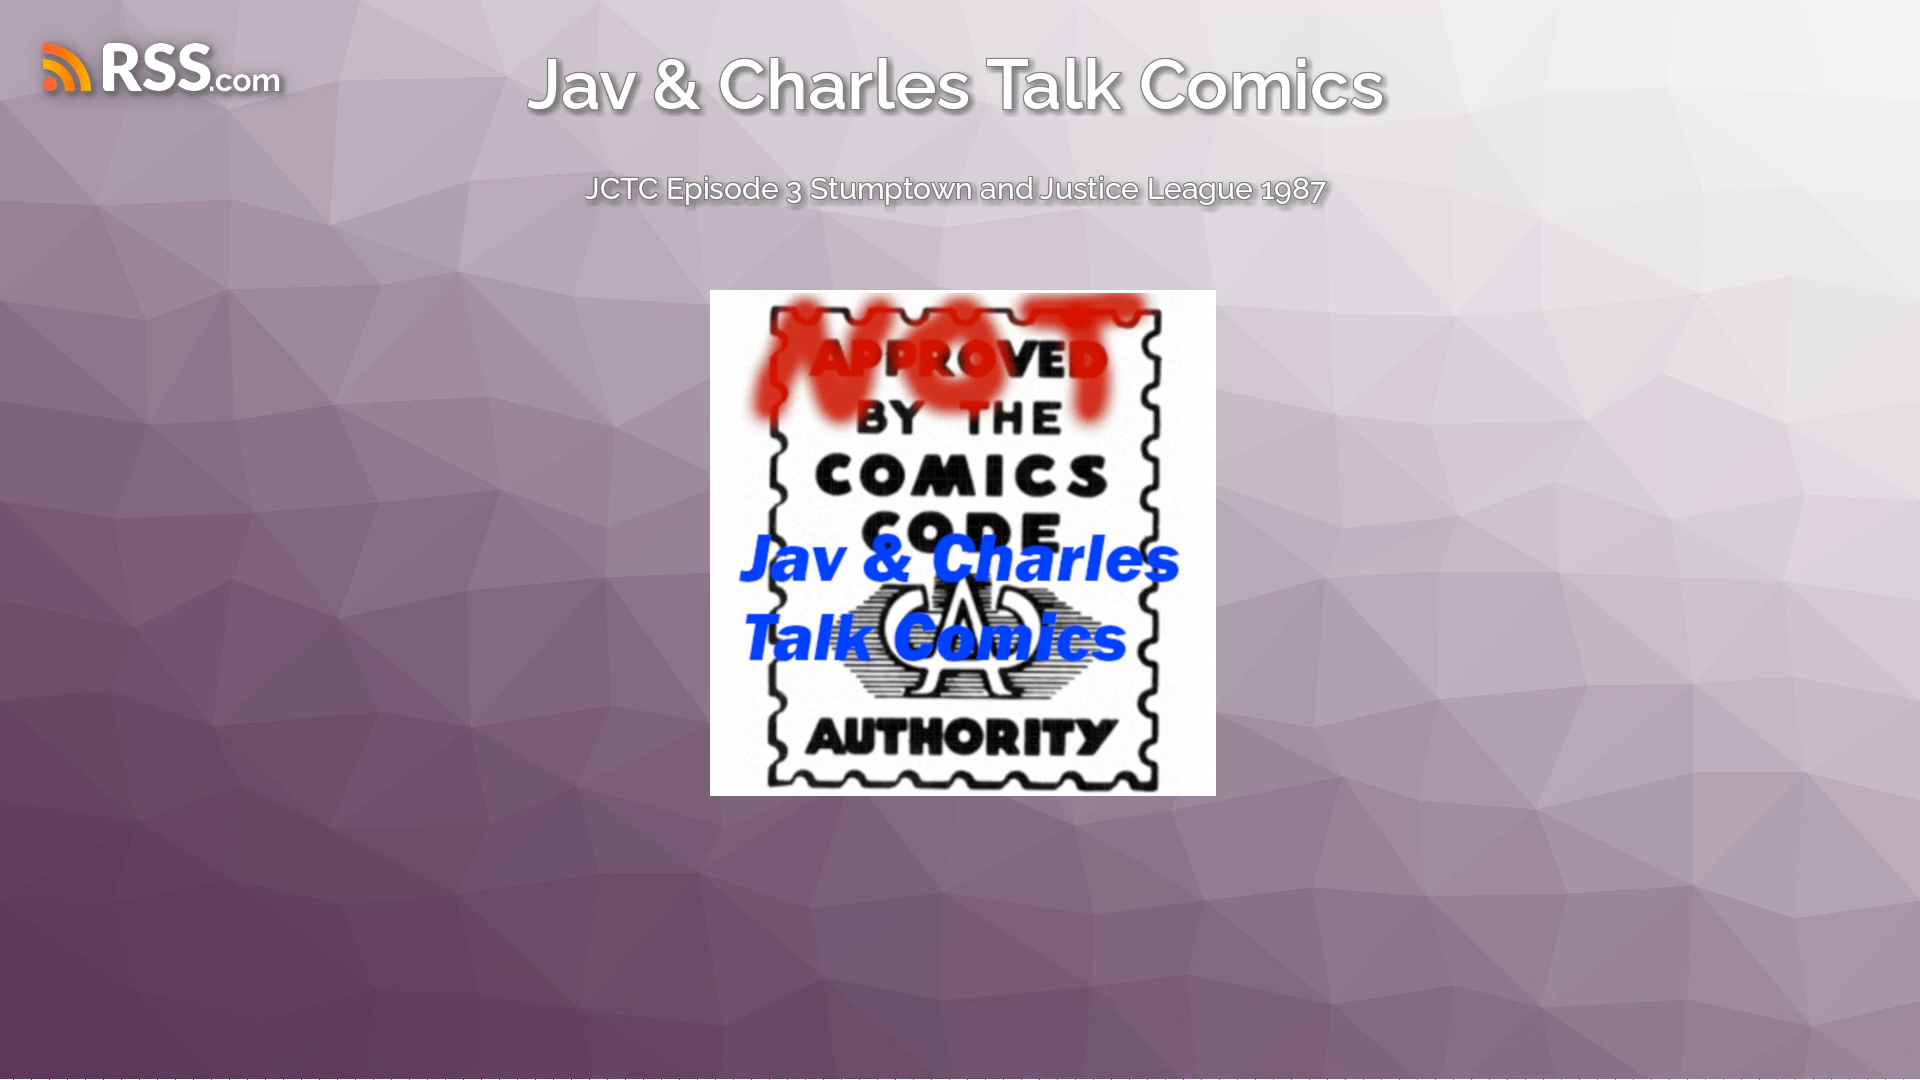 RSS.com
Jav & Charles Talk Comics
JCTC Episode 3 Stumptown and Justice League 1987
NOT
APPROVED
BY THE
COMICS
CODE
Jav & Charles
Talk Comics
CA
AUTHORITY